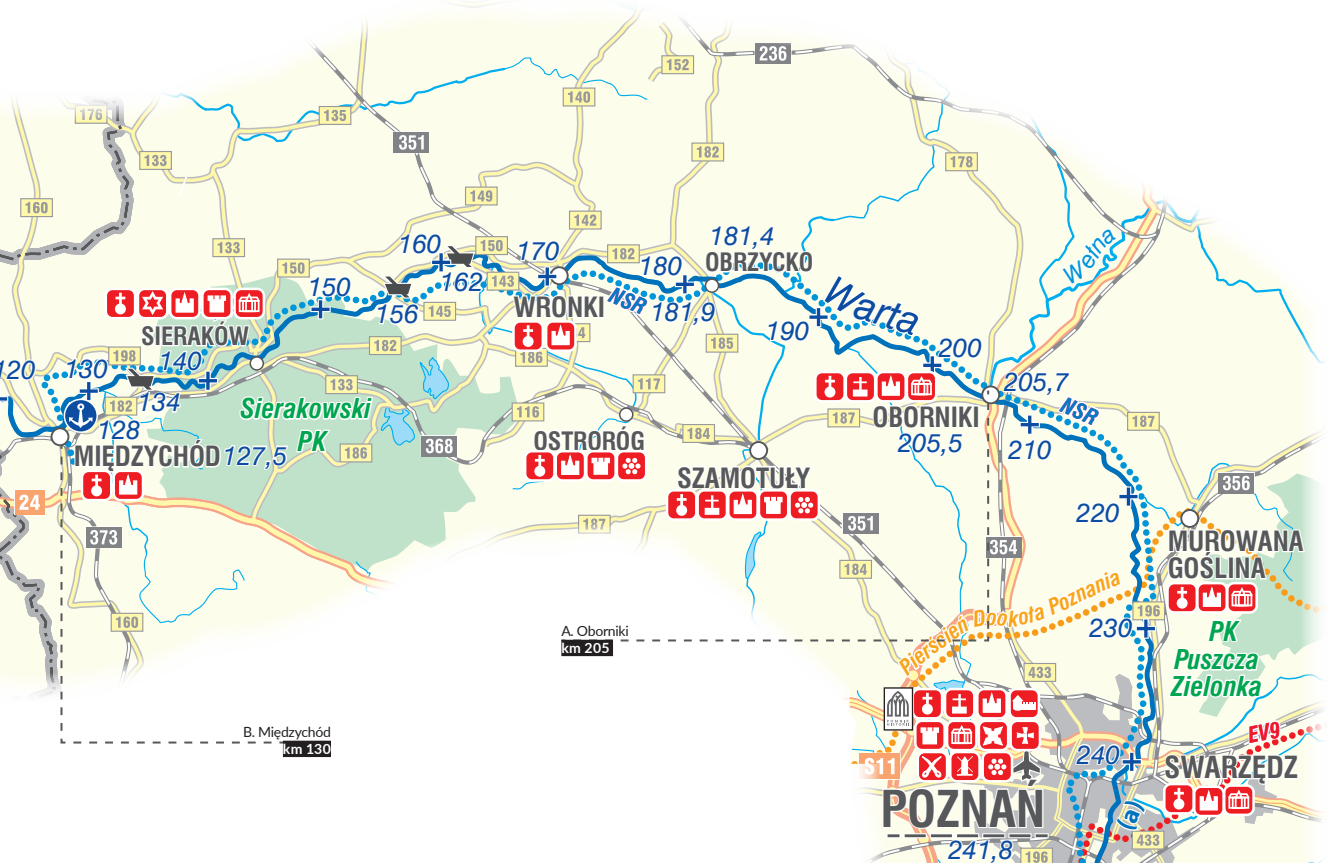 236
152
140
176
135
351
133
182
178
149
160
142
Wełna
181,4
160
150
170
182
133
OBRZYCKO
150
180
150
162
143
WRONKI
NSR
181,9
Warta
156
145
190
SIERAKÓW
4
182
186
185
200
120
130
198
140
205,7
133
117
NSR
182
134
Sierakowski
PK
116
187
OBORNIKI
205,5
187
128
368
184
210
MIĘDZYCHÓD
127,5
186
OSTRORÓG
SZAMOTUŁY
356
24
187
351
220
373
354
MUROWANA
GOŚLINA
184
Pierścień Dookoła Poznania
196
160
230
PK
Puszcza
Zielonka
A. Oborniki
km 205
433
B. Międzychód
km 130
EV9
S11
240
SWARZĘDZ
POZNAŃ
(a)
433
241,8
196